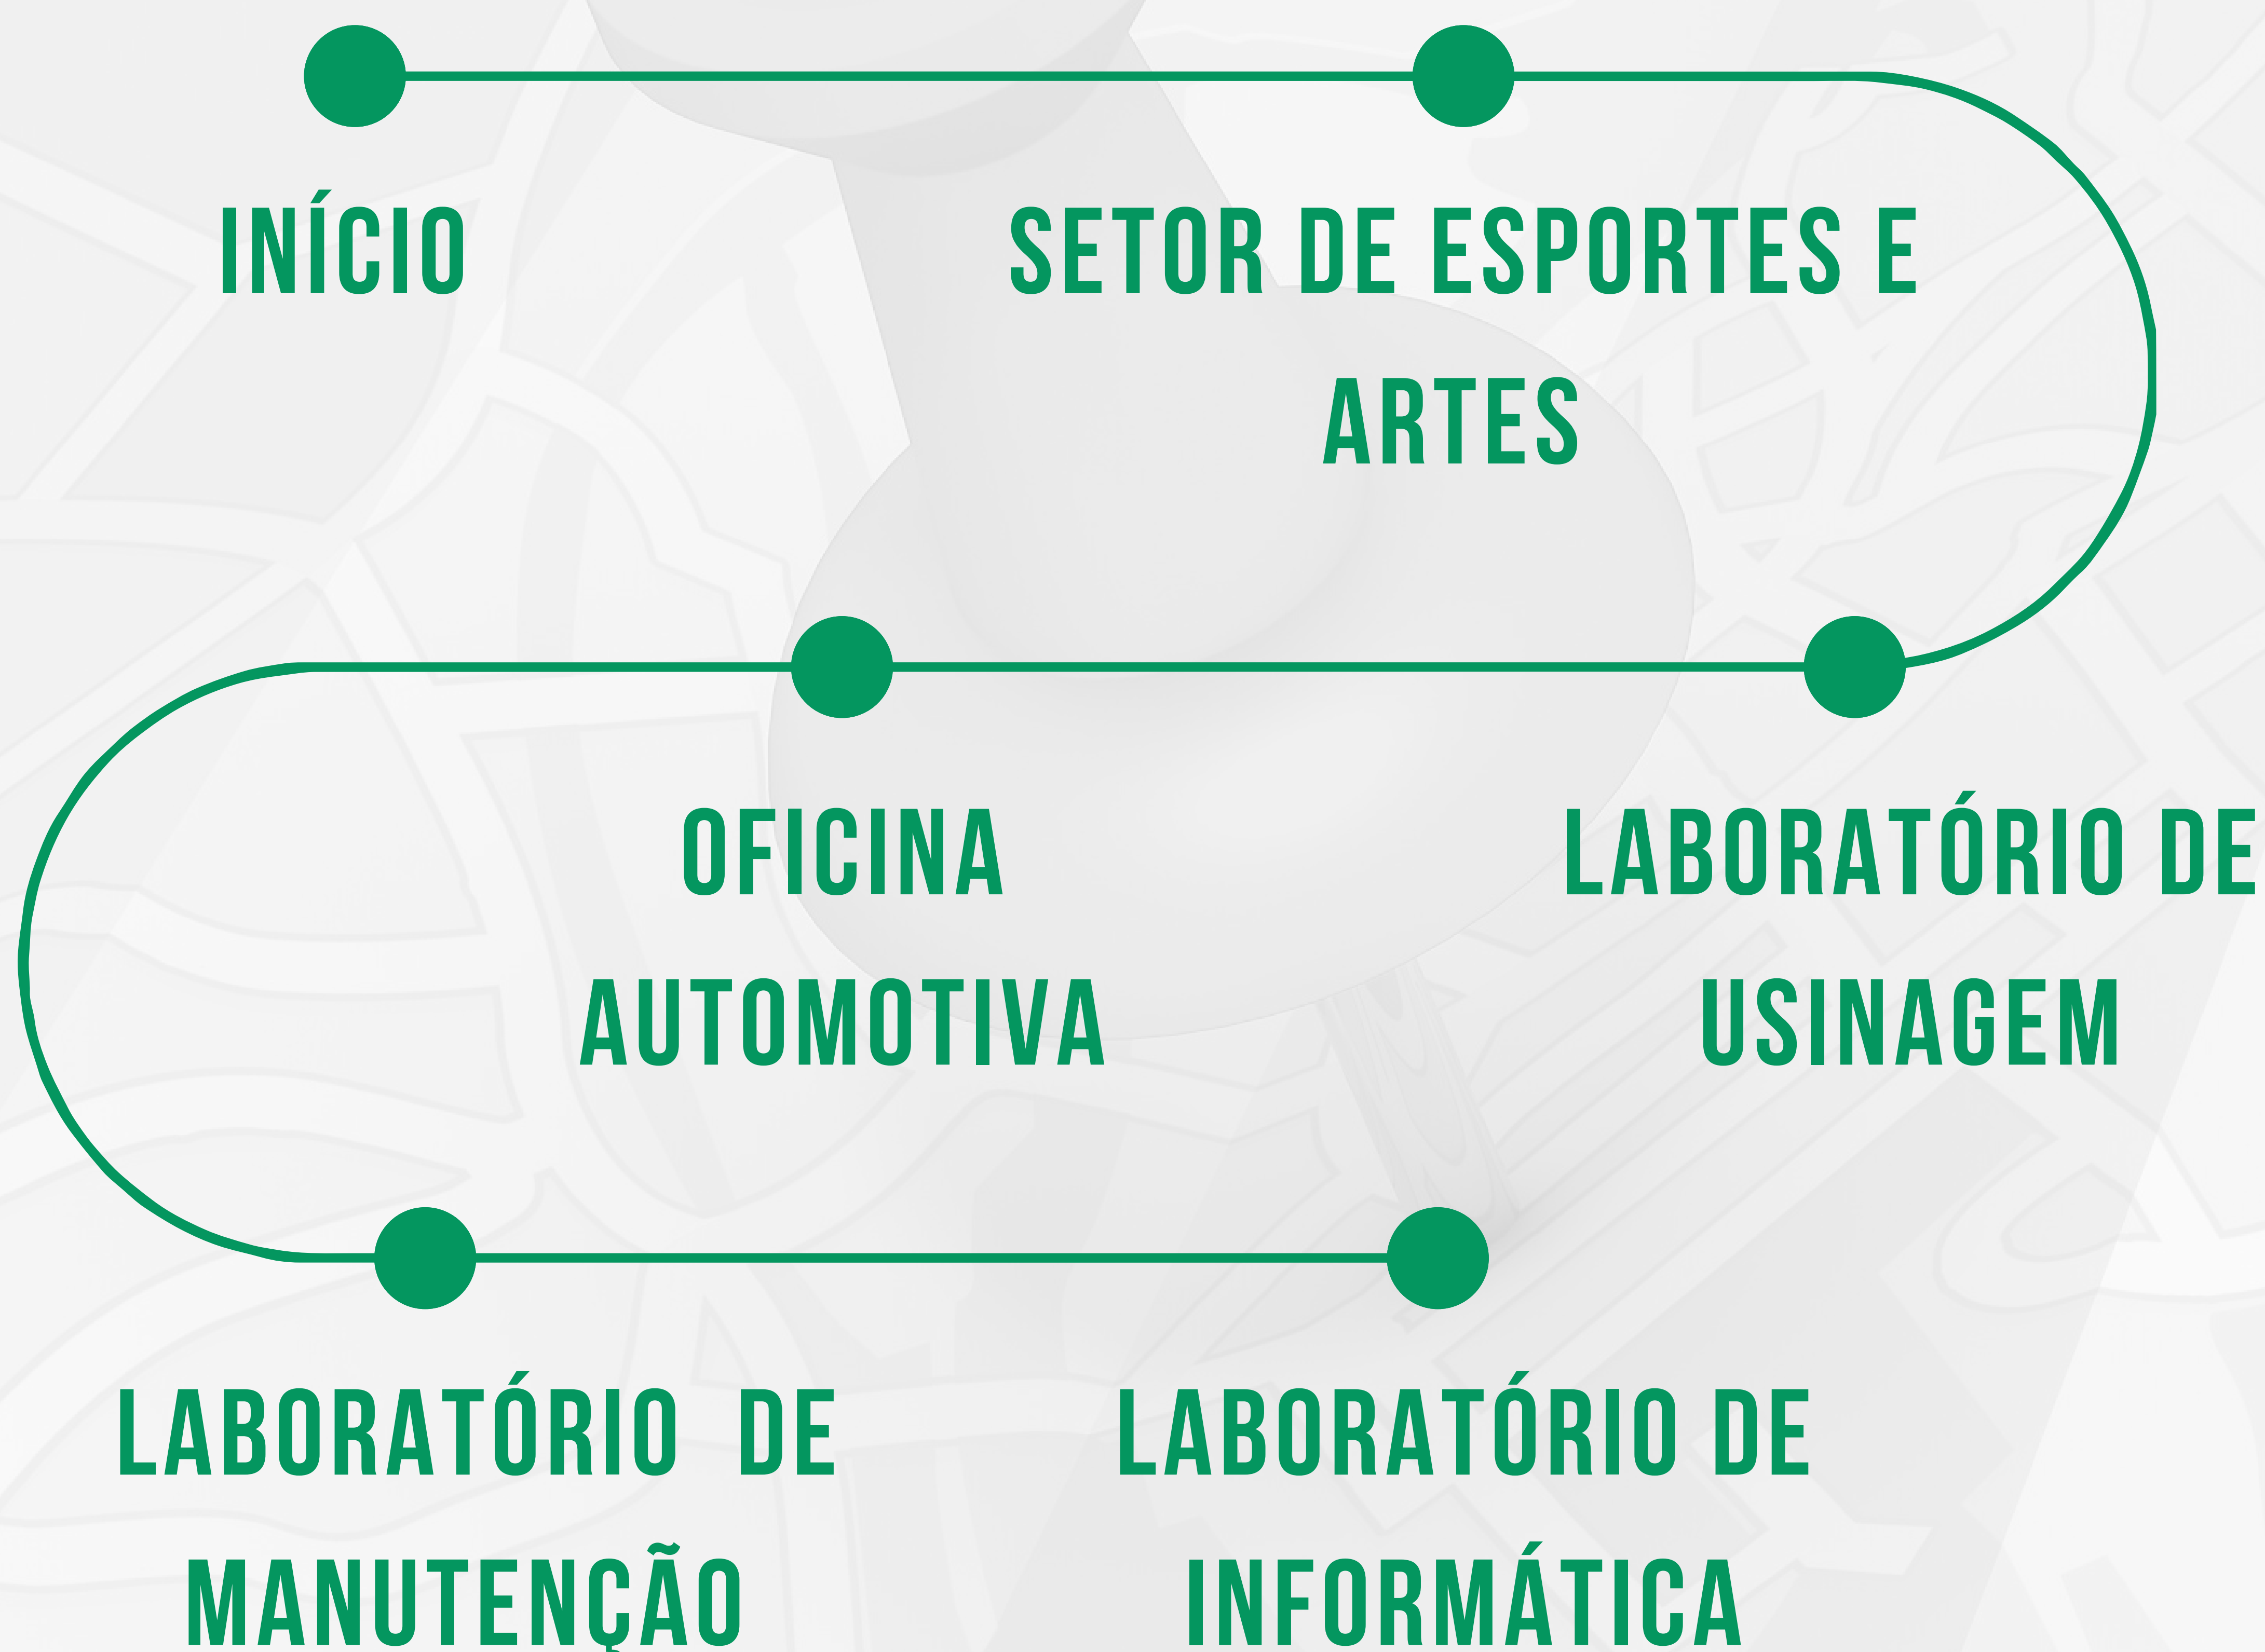 INÍCIO
SETOR DE ESPORTES E
ARTES
OFICINA
AUTOMOTIVA
LABORATÓRIO DE
USINAGEM
LABORATÓRIO DE
MANUTENÇÃO
LABORATÓRIO DE
INFORMÁTICA